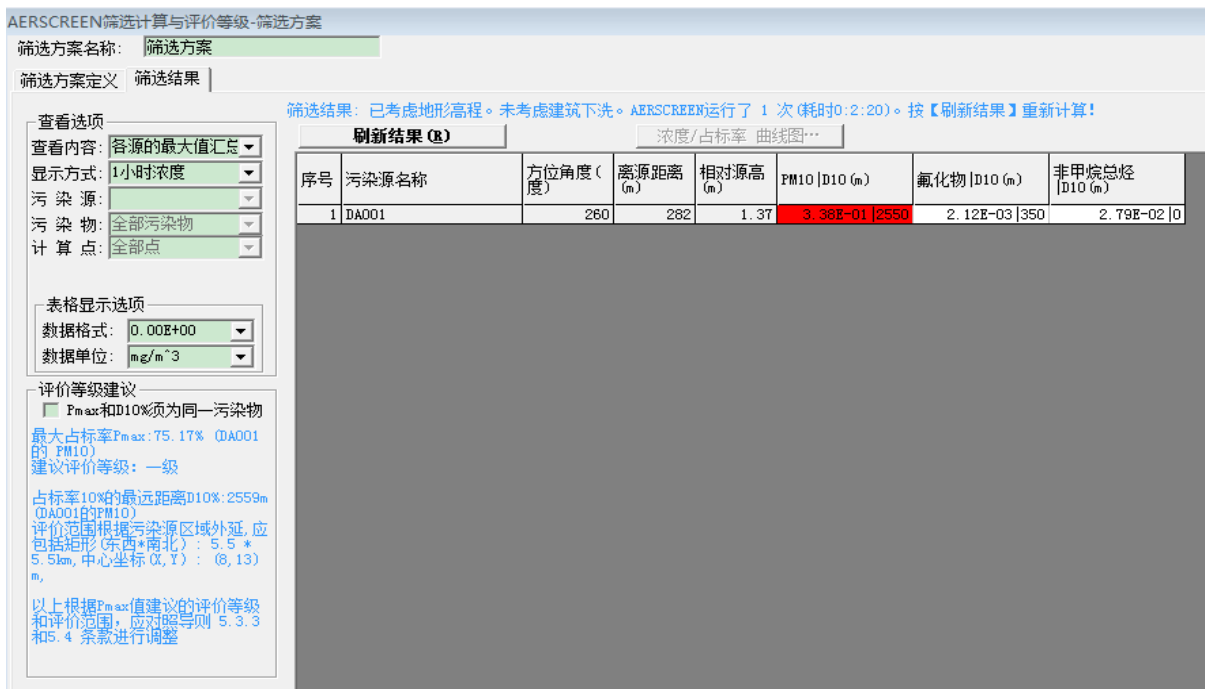 AERSCREEN筛选计算与评价等级-筛选方案
筛选方案名称: 筛选方案
筛选方案定义 筛选结果
筛选结果: 已考虑地形高程。未考虑建筑下洗。AERSCREEN运行了 1 次(耗时0:2:20)。按【刷新结果】重新计算!
查看选项
查看内容: 各源的最大值汇总
显示方式: 1小时浓度
污 染 源:
污 染 物: 全部污染物
计 算 点: 全部点
表格显示选项
数据格式: 0.00E+00
数据单位: mg/m^3
评价等级建议
Pmax和D10%须为同一污染物
最大占标率Pmax:75.17% (DA001
的 PM10)
建议评价等级: 一级
占标率10%的最远距离D10%:2559m
(DA001的PM10)
评价范围根据污染源区域外延,应
包括矩形(东西*南北): 5.5 *
5.5km,中心坐标(X,Y): (8,13)
m,
以上根据Pmax值建议的评价等级
和评价范围,应对照导则 5.3.3
和5.4 条款进行调整
刷新结果(R) 浓度/占标率 曲线图…
序号 污染源名称 方位角度(度) 离源距离(m) 相对源高(m) PM10|D10(m) 氟化物|D10(m) 非甲烷总烃|D10(m)
1 DA001 260 282 1.37 3.38E-01|2550 2.12E-03|350 2.79E-02|0